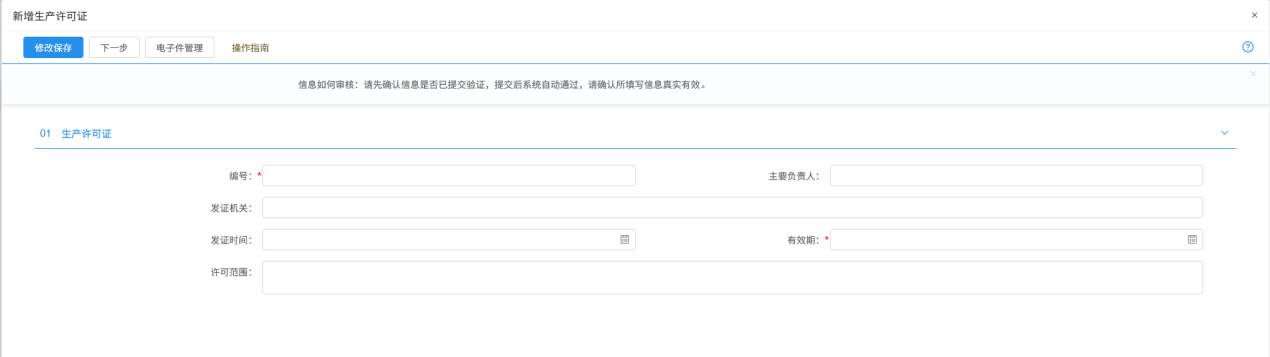 新增生产许可证
修改保存 下一步 电子件管理 操作指南
信息如何审核：请先确认信息是否已提交验证，提交后系统自动通过，请确认所填写信息真实有效。
01 生产许可证
编号：* 主要负责人：
发证机关：
发证时间： 有效期：*
许可范围：